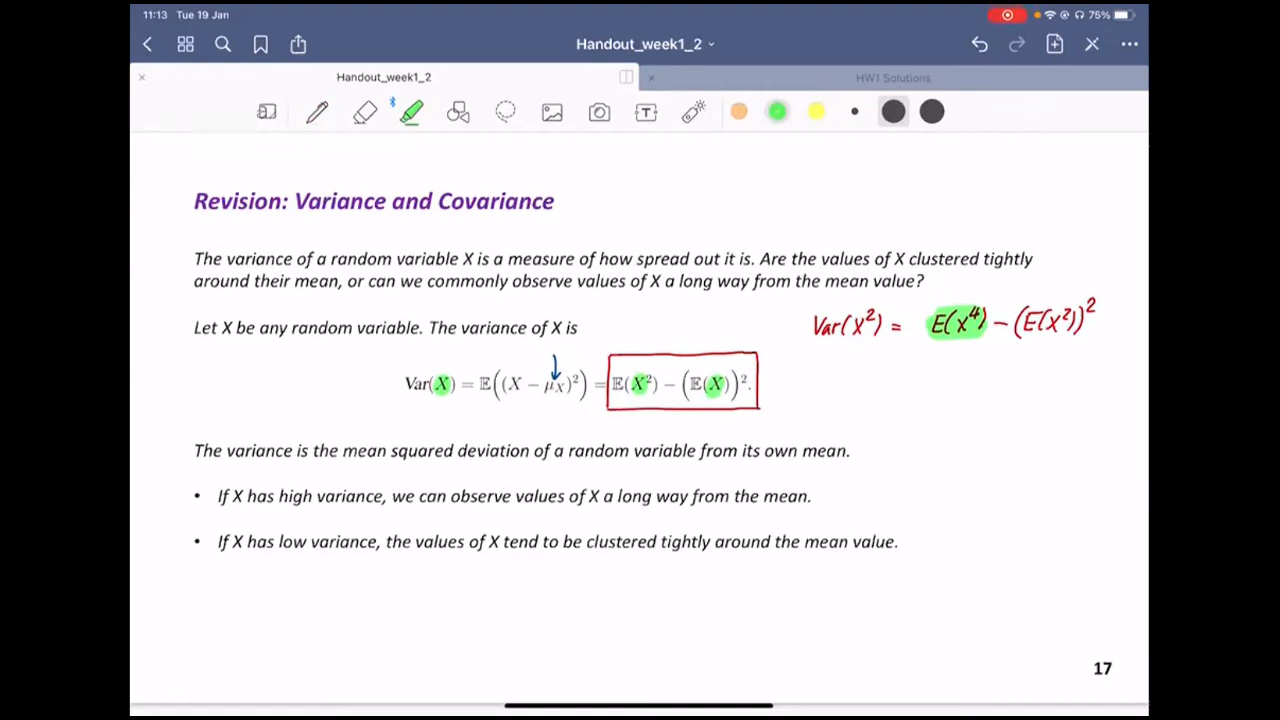 11:13 Tue 19 Jan 75%
Handout_week1_2
Handout_week1_2 HW1 Solutions
Revision: Variance and Covariance
The variance of a random variable X is a measure of how spread out it is. Are the values of X clustered tightly
around their mean, or can we commonly observe values of X a long way from the mean value?
Let X be any random variable. The variance of X is
Var(X²) = E(X⁴) − (E(X²))²
Var(X) = 𝔼((X − μ_X)²) = 𝔼(X²) − (𝔼(X))².
The variance is the mean squared deviation of a random variable from its own mean.
• If X has high variance, we can observe values of X a long way from the mean.
• If X has low variance, the values of X tend to be clustered tightly around the mean value.
17